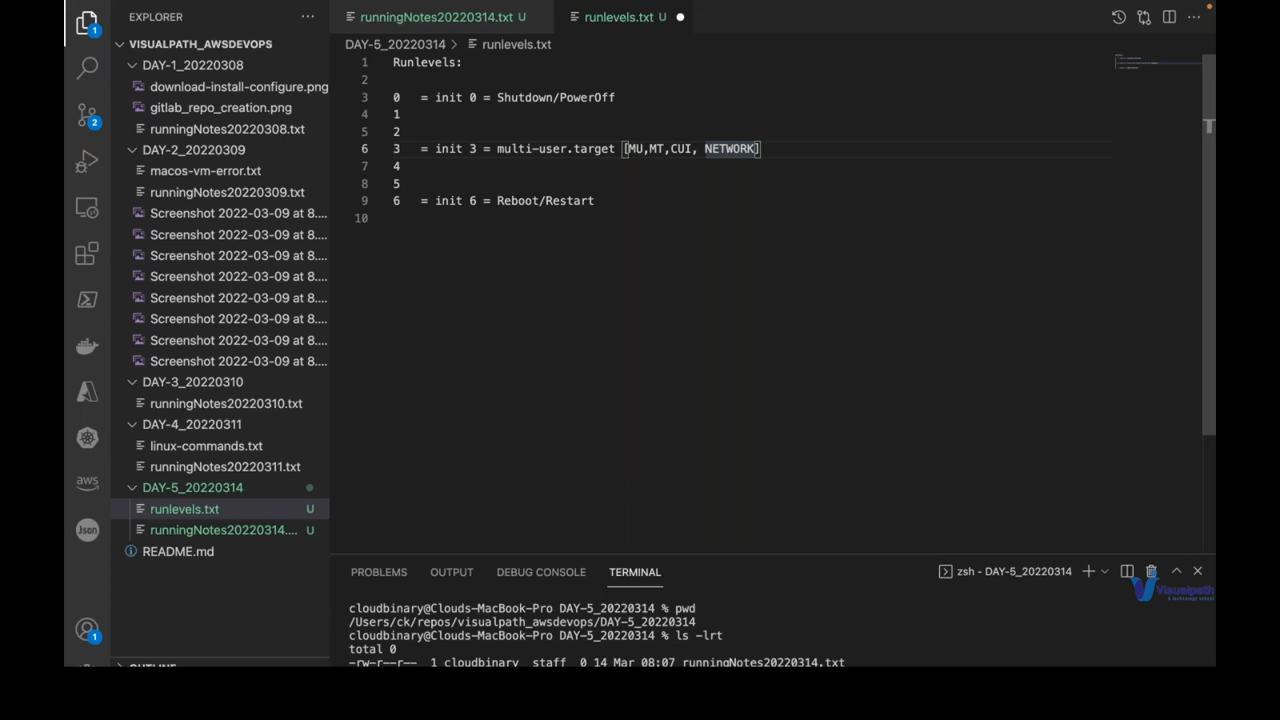 EXPLORER
VISUALPATH_AWSDEVOPS
DAY-1_20220308
download-install-configure.png
gitlab_repo_creation.png
runningNotes20220308.txt
DAY-2_20220309
macos-vm-error.txt
runningNotes20220309.txt
Screenshot 2022-03-09 at 8....
Screenshot 2022-03-09 at 8....
Screenshot 2022-03-09 at 8....
Screenshot 2022-03-09 at 8....
Screenshot 2022-03-09 at 8....
Screenshot 2022-03-09 at 8....
Screenshot 2022-03-09 at 8....
Screenshot 2022-03-09 at 8....
DAY-3_20220310
runningNotes20220310.txt
DAY-4_20220311
linux-commands.txt
runningNotes20220311.txt
DAY-5_20220314
runlevels.txt U
runningNotes20220314.... U
README.md
OUTLINE
1
2
aws
Json
1
runningNotes20220314.txt U
runlevels.txt U
DAY-5_20220314 > runlevels.txt
1 Runlevels:
2
3 0 = init 0 = Shutdown/PowerOff
4 1
5 2
6 3 = init 3 = multi-user.target [MU,MT,CUI, NETWORK]
7 4
8 5
9 6 = init 6 = Reboot/Restart
10
PROBLEMS OUTPUT DEBUG CONSOLE TERMINAL
zsh - DAY-5_20220314
Visualpath
cloudbinary@Clouds-MacBook-Pro DAY-5_20220314 % pwd
/Users/ck/repos/visualpath_awsdevops/DAY-5_20220314
cloudbinary@Clouds-MacBook-Pro DAY-5_20220314 % ls -lrt
total 0
-rw-r--r-- 1 cloudbinary staff 0 14 Mar 08:07 runningNotes20220314.txt